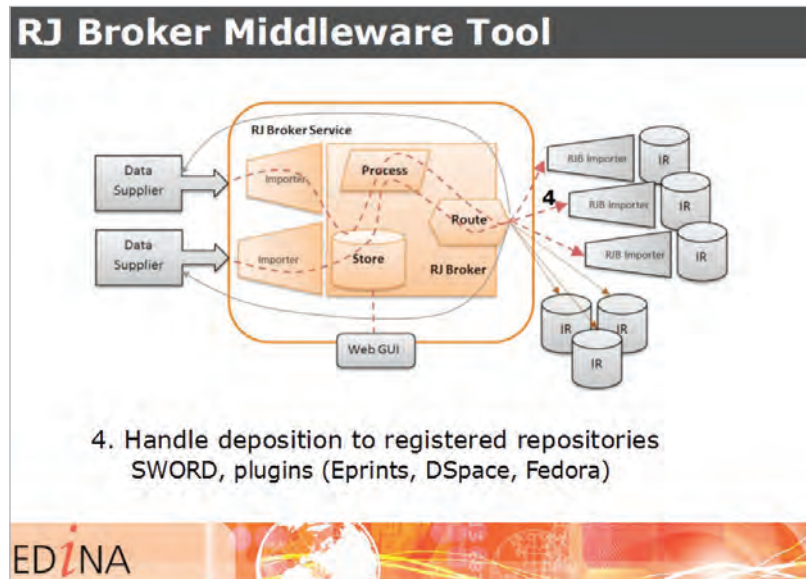 RJ Broker Middleware Tool
RJ Broker Service
Data
Supplier
Importer
Process
RJB Importer
IR
4
RJB Importer
IR
Route
Data
Supplier
Importer
Store
RJ Broker
RJB Importer
IR
Web GUI
IR
IR
IR
4. Handle deposition to registered repositories
SWORD, plugins (Eprints, DSpace, Fedora)
EDINA